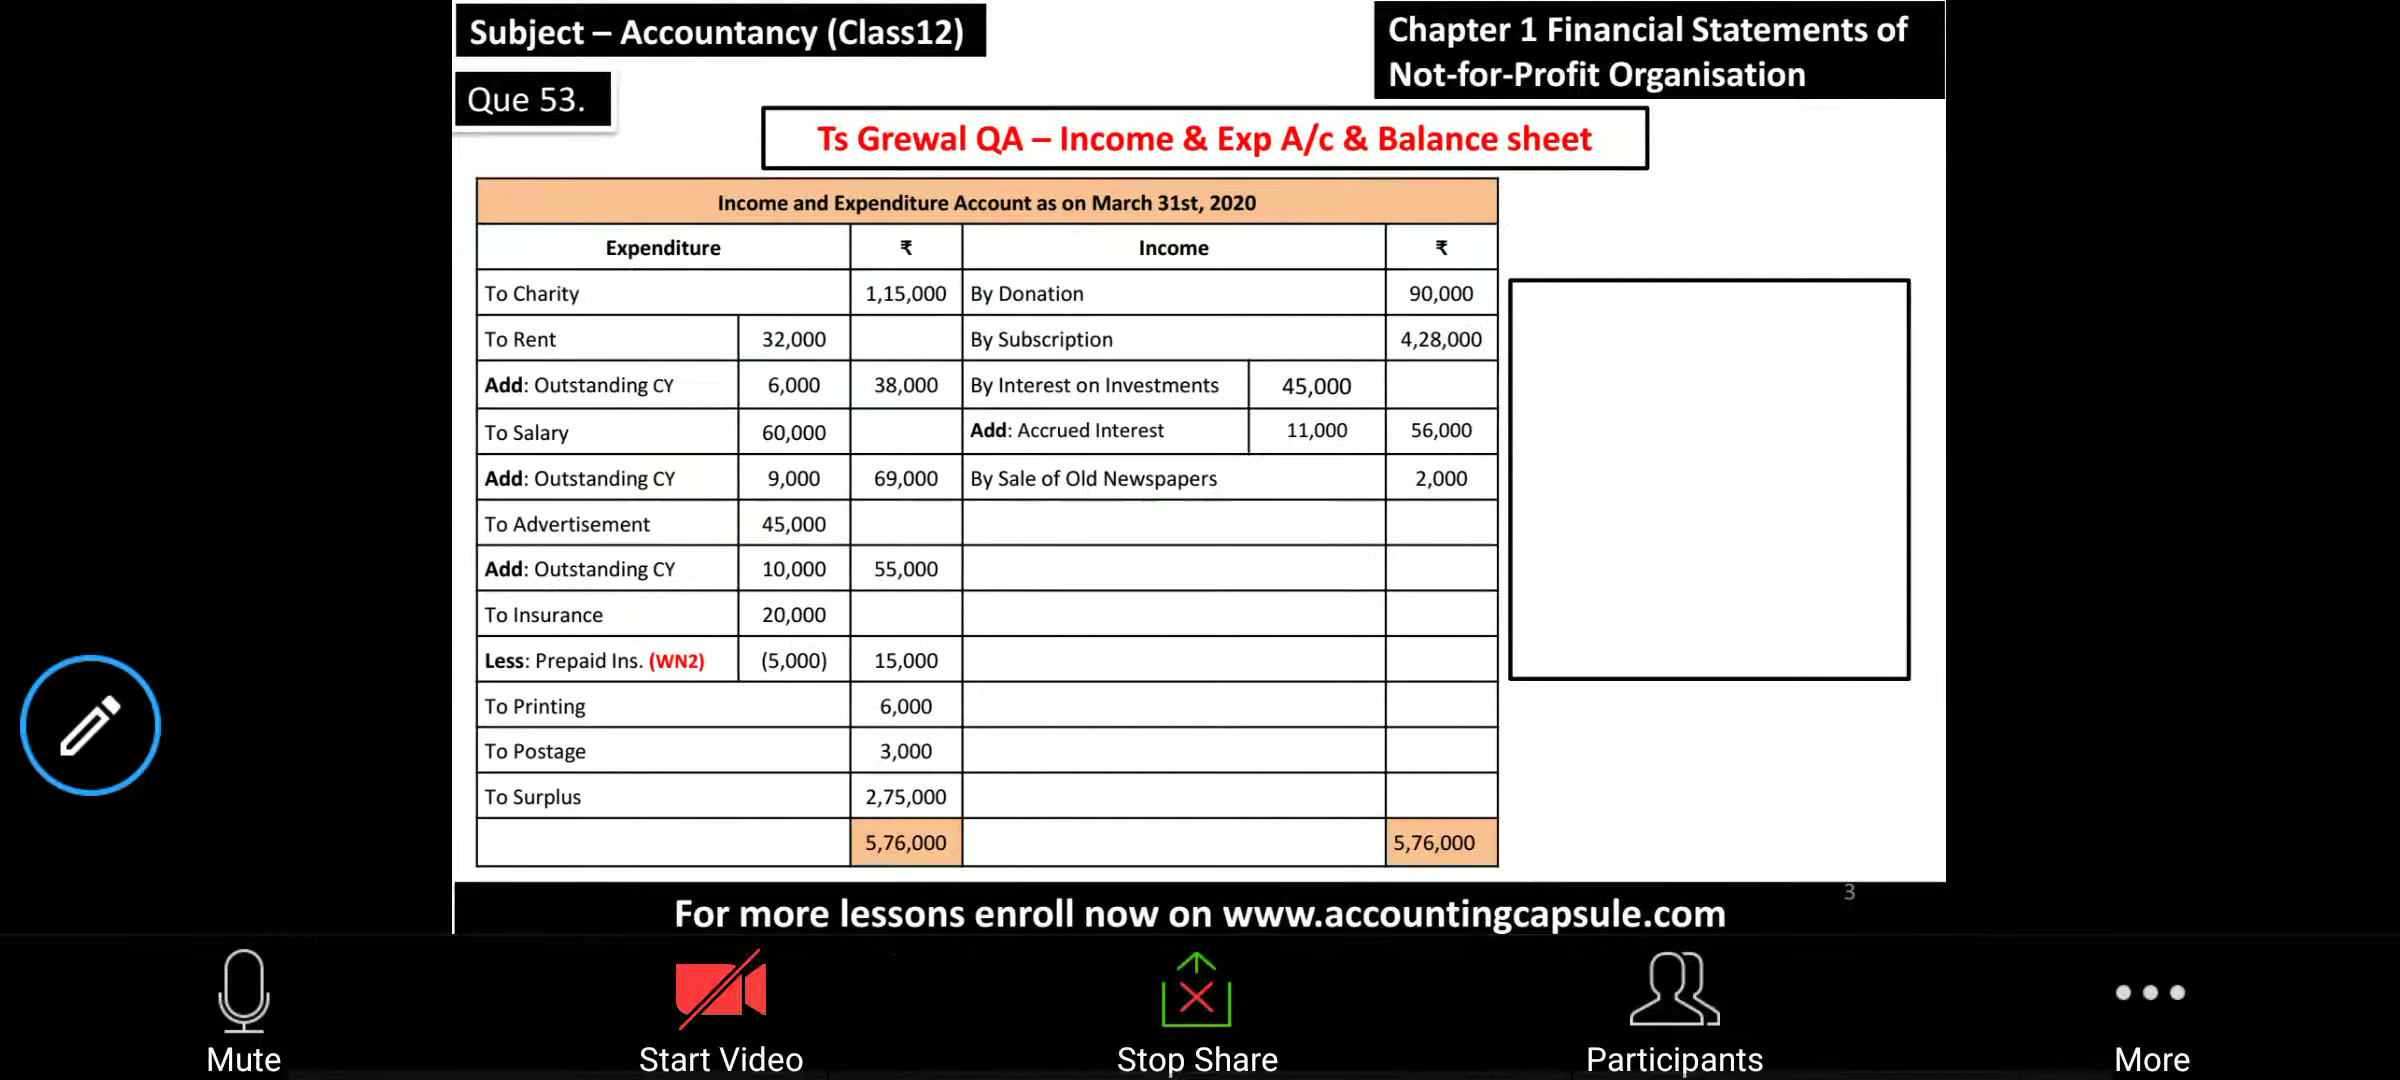 Subject – Accountancy (Class12)
Chapter 1 Financial Statements of
Not-for-Profit Organisation
Que 53.
Ts Grewal QA – Income & Exp A/c & Balance sheet
Income and Expenditure Account as on March 31st, 2020
Expenditure ₹ Income ₹
To Charity 1,15,000 By Donation 90,000
To Rent 32,000 By Subscription 4,28,000
Add: Outstanding CY 6,000 38,000 By Interest on Investments 45,000
To Salary 60,000 Add: Accrued Interest 11,000 56,000
Add: Outstanding CY 9,000 69,000 By Sale of Old Newspapers 2,000
To Advertisement 45,000
Add: Outstanding CY 10,000 55,000
To Insurance 20,000
Less: Prepaid Ins. (WN2) (5,000) 15,000
To Printing 6,000
To Postage 3,000
To Surplus 2,75,000
5,76,000 5,76,000
3
For more lessons enroll now on www.accountingcapsule.com
Mute Start Video Stop Share Participants More